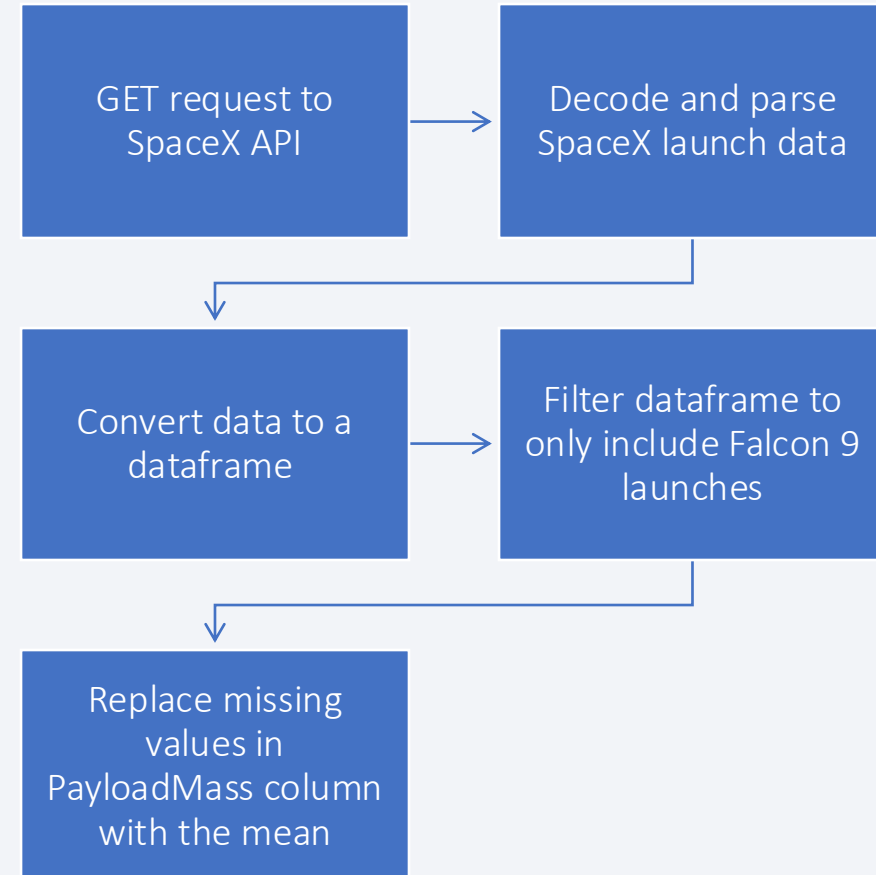 GET request to
SpaceX API
Decode and parse
SpaceX launch data
Convert data to a
dataframe
Filter dataframe to
only include Falcon 9
launches
Replace missing
values in
PayloadMass column
with the mean